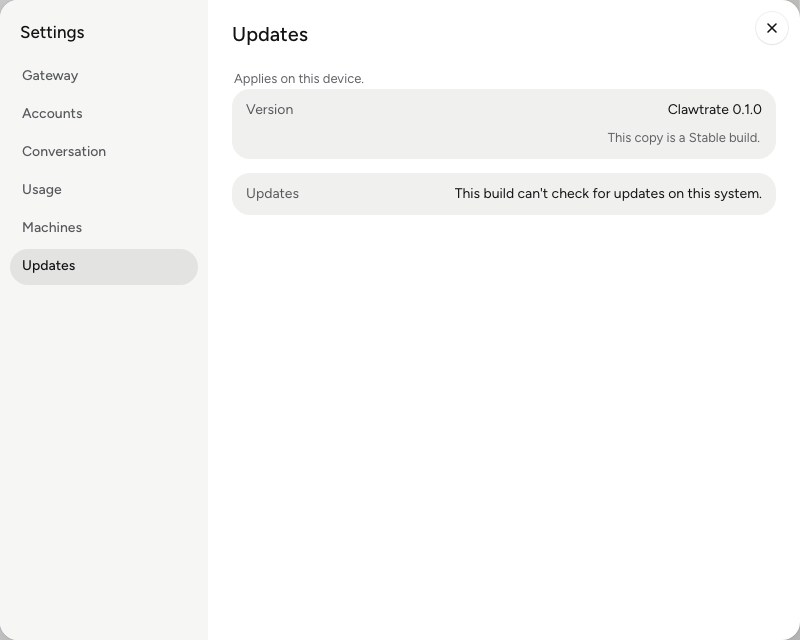 Settings
Gateway
Accounts
Conversation
Usage
Machines
Updates
Updates
Applies on this device.
Version Clawtrate 0.1.0
This copy is a Stable build.
Updates This build can't check for updates on this system.